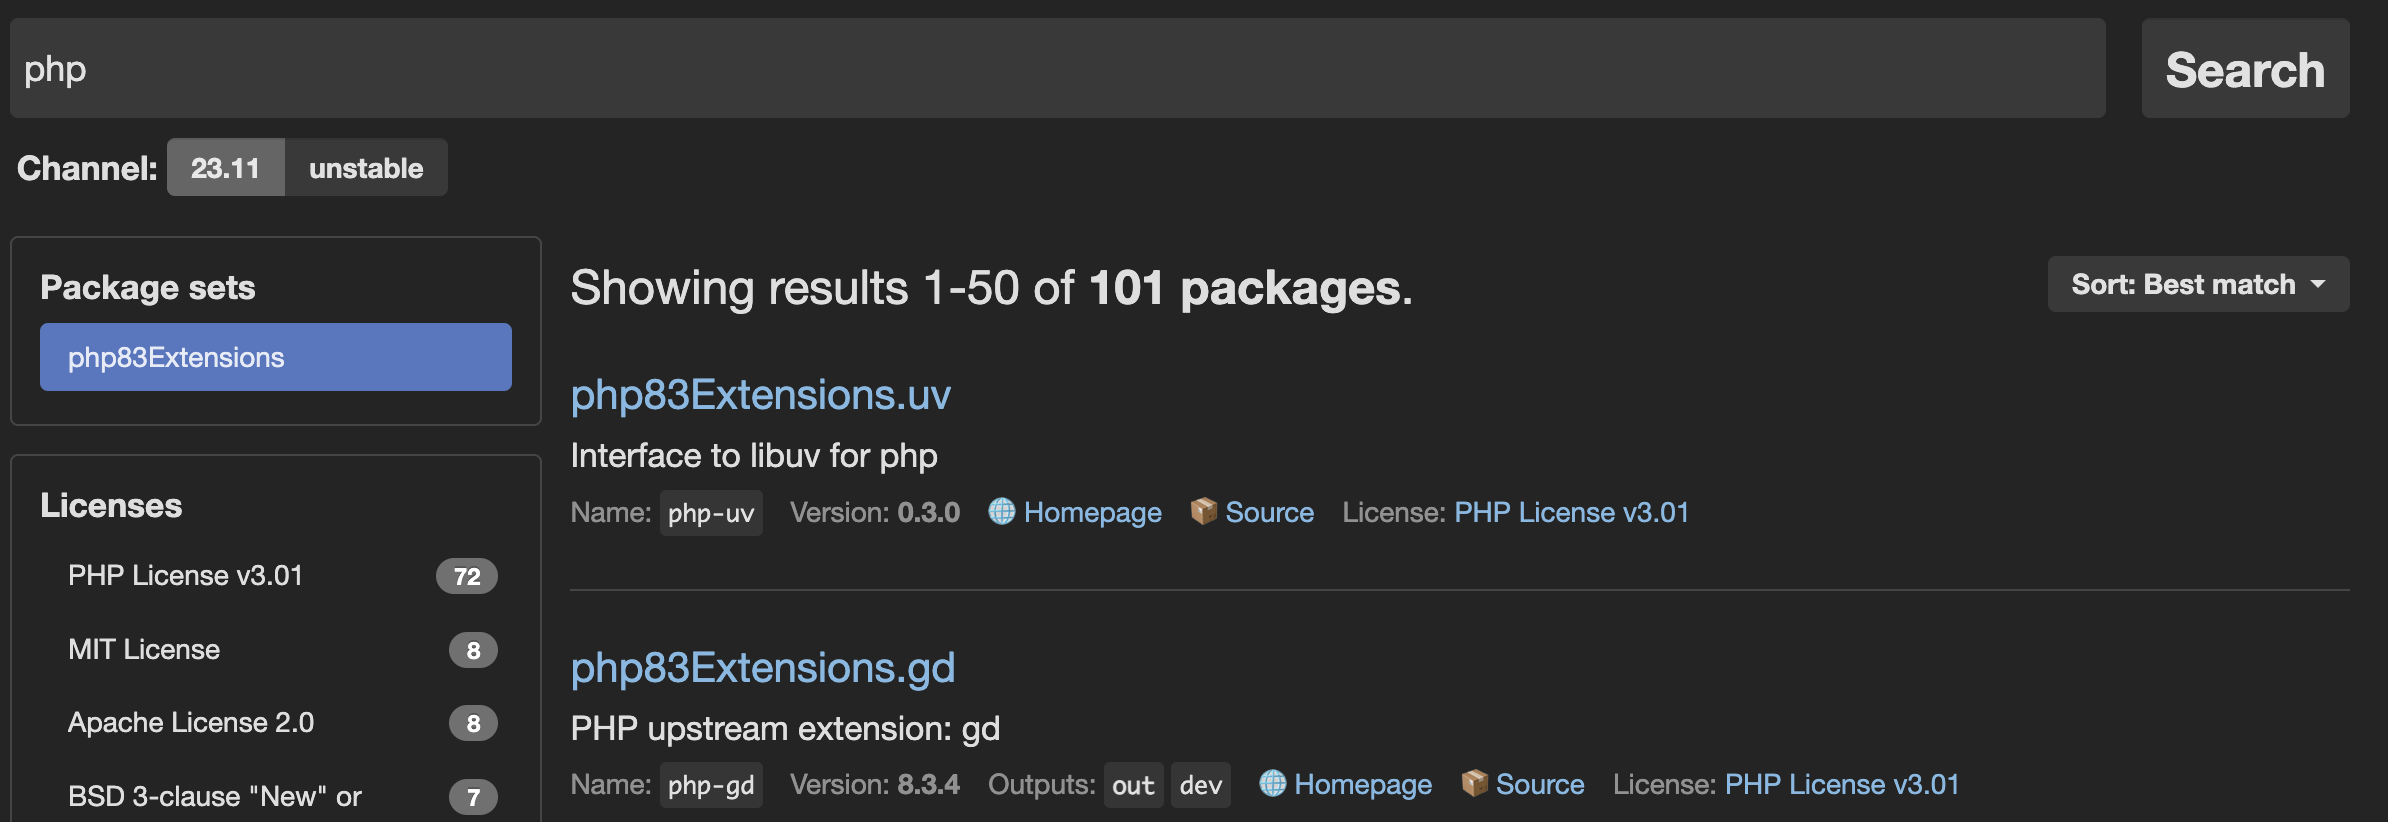 php
Search
Channel: 23.11 unstable
Package sets
php83Extensions
Licenses
PHP License v3.01 72
MIT License 8
Apache License 2.0 8
BSD 3-clause "New" or 7
Showing results 1-50 of 101 packages.
Sort: Best match
php83Extensions.uv
Interface to libuv for php
Name: php-uv Version: 0.3.0 Homepage Source License: PHP License v3.01
php83Extensions.gd
PHP upstream extension: gd
Name: php-gd Version: 8.3.4 Outputs: out dev Homepage Source License: PHP License v3.01